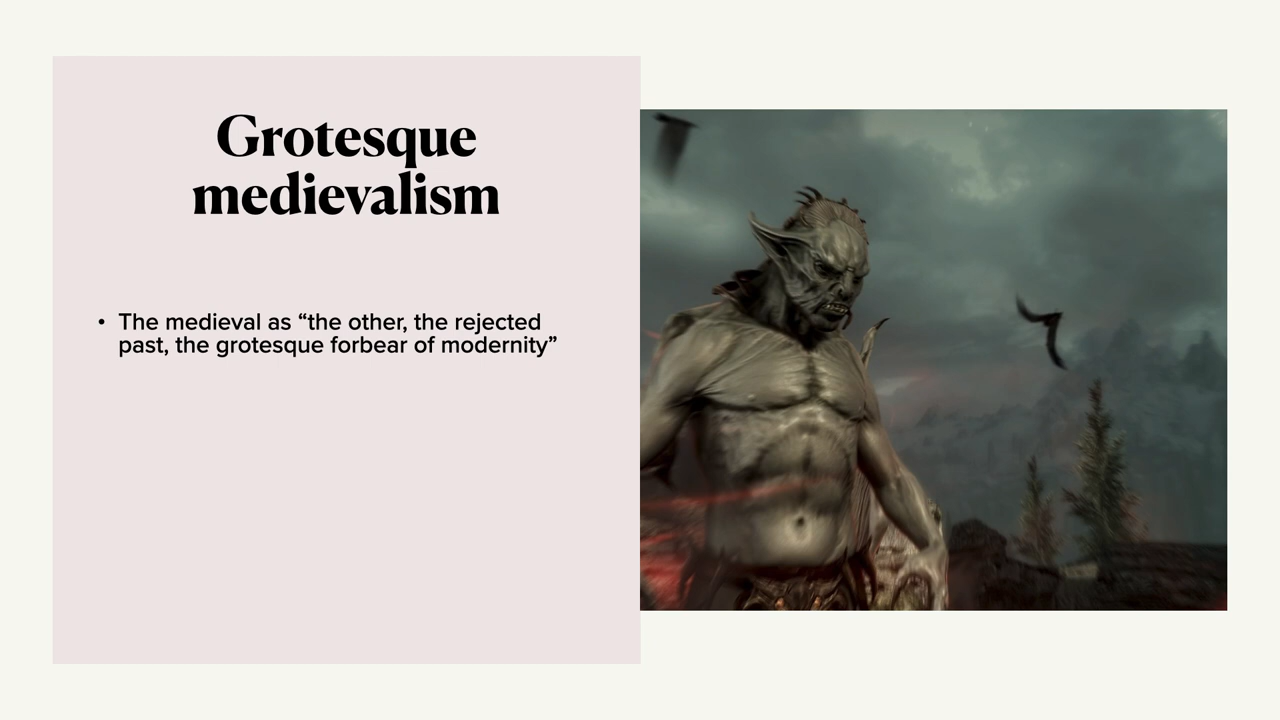 Grotesque
medievalism
• The medieval as “the other, the rejected
past, the grotesque forbear of modernity”